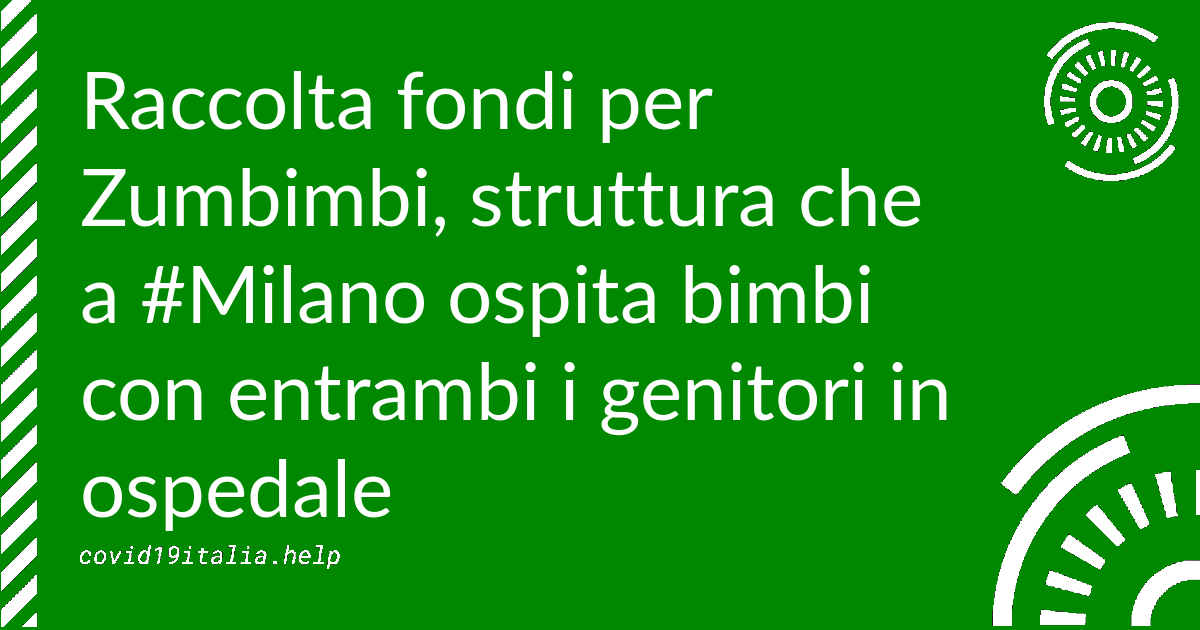 Raccolta fondi per
Zumbimbi, struttura che
a #Milano ospita bimbi
con entrambi i genitori in
ospedale
covid19italia.help